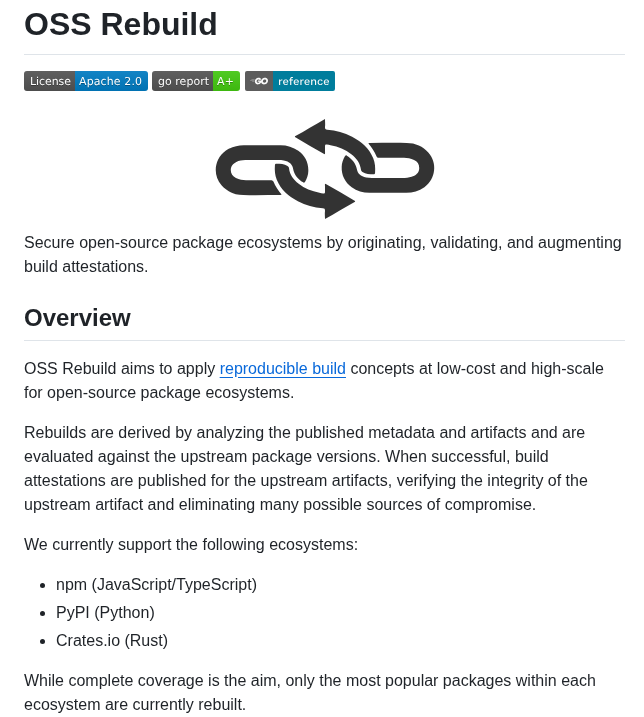 OSS Rebuild
License Apache 2.0 go report A+ GO reference
Secure open-source package ecosystems by originating, validating, and augmenting
build attestations.
Overview
OSS Rebuild aims to apply reproducible build concepts at low-cost and high-scale
for open-source package ecosystems.
Rebuilds are derived by analyzing the published metadata and artifacts and are
evaluated against the upstream package versions. When successful, build
attestations are published for the upstream artifacts, verifying the integrity of the
upstream artifact and eliminating many possible sources of compromise.
We currently support the following ecosystems:
• npm (JavaScript/TypeScript)
• PyPI (Python)
• Crates.io (Rust)
While complete coverage is the aim, only the most popular packages within each
ecosystem are currently rebuilt.